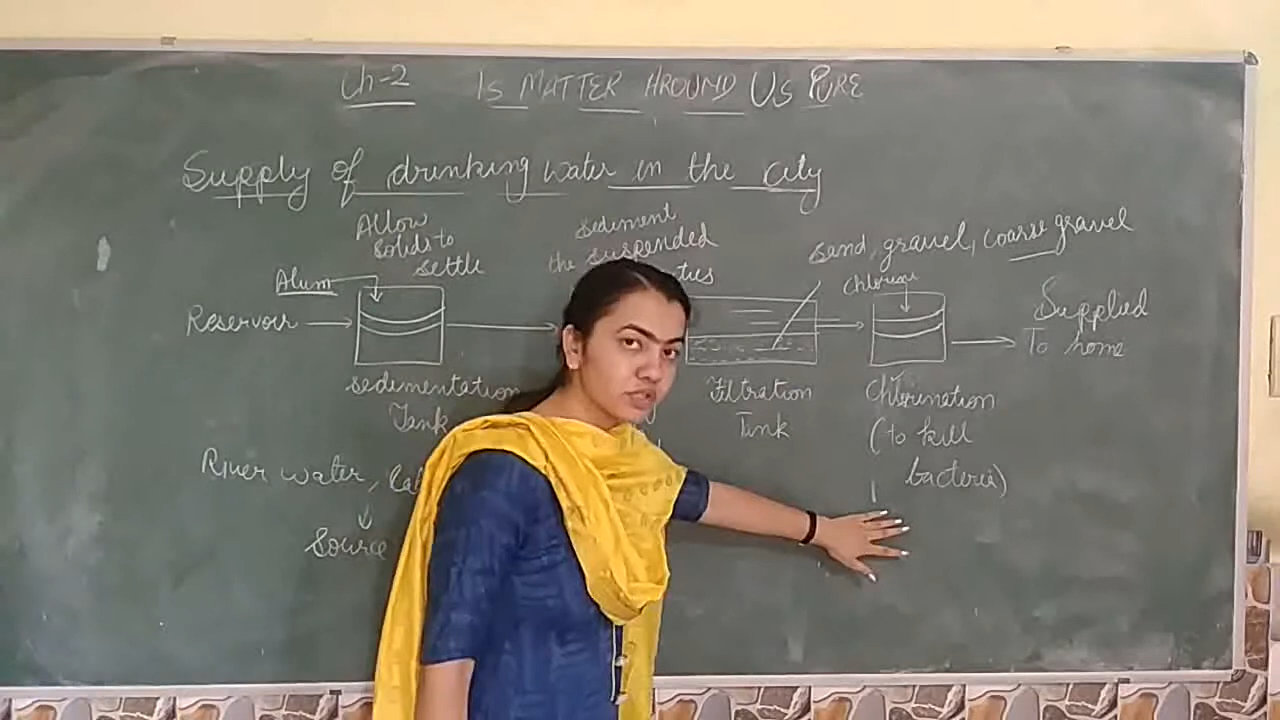 Ch-2 Is MATTER AROUND Us PURE
Supply of drinking water in the city
Allow
solids to
settle
Sediment
the suspended
sand, gravel, coarse gravel
Alum
Chlorine
Reservoir
Supplied
To home
Sedimentation
Tank
Filtration
Tank
Chlorination
(to kill
bacteria)
River water,
Source